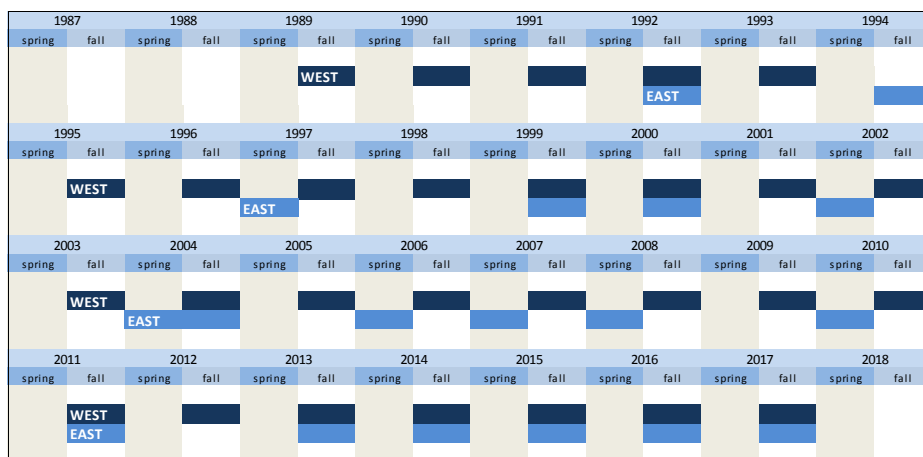 1987 1988 1989 1990 1991 1992 1993 1994
spring fall spring fall spring fall spring fall spring fall spring fall spring fall spring fall
WEST
EAST
1995 1996 1997 1998 1999 2000 2001 2002
spring fall spring fall spring fall spring fall spring fall spring fall spring fall spring fall
WEST
EAST
2003 2004 2005 2006 2007 2008 2009 2010
spring fall spring fall spring fall spring fall spring fall spring fall spring fall spring fall
WEST
EAST
2011 2012 2013 2014 2015 2016 2017 2018
spring fall spring fall spring fall spring fall spring fall spring fall spring fall spring fall
WEST
EAST